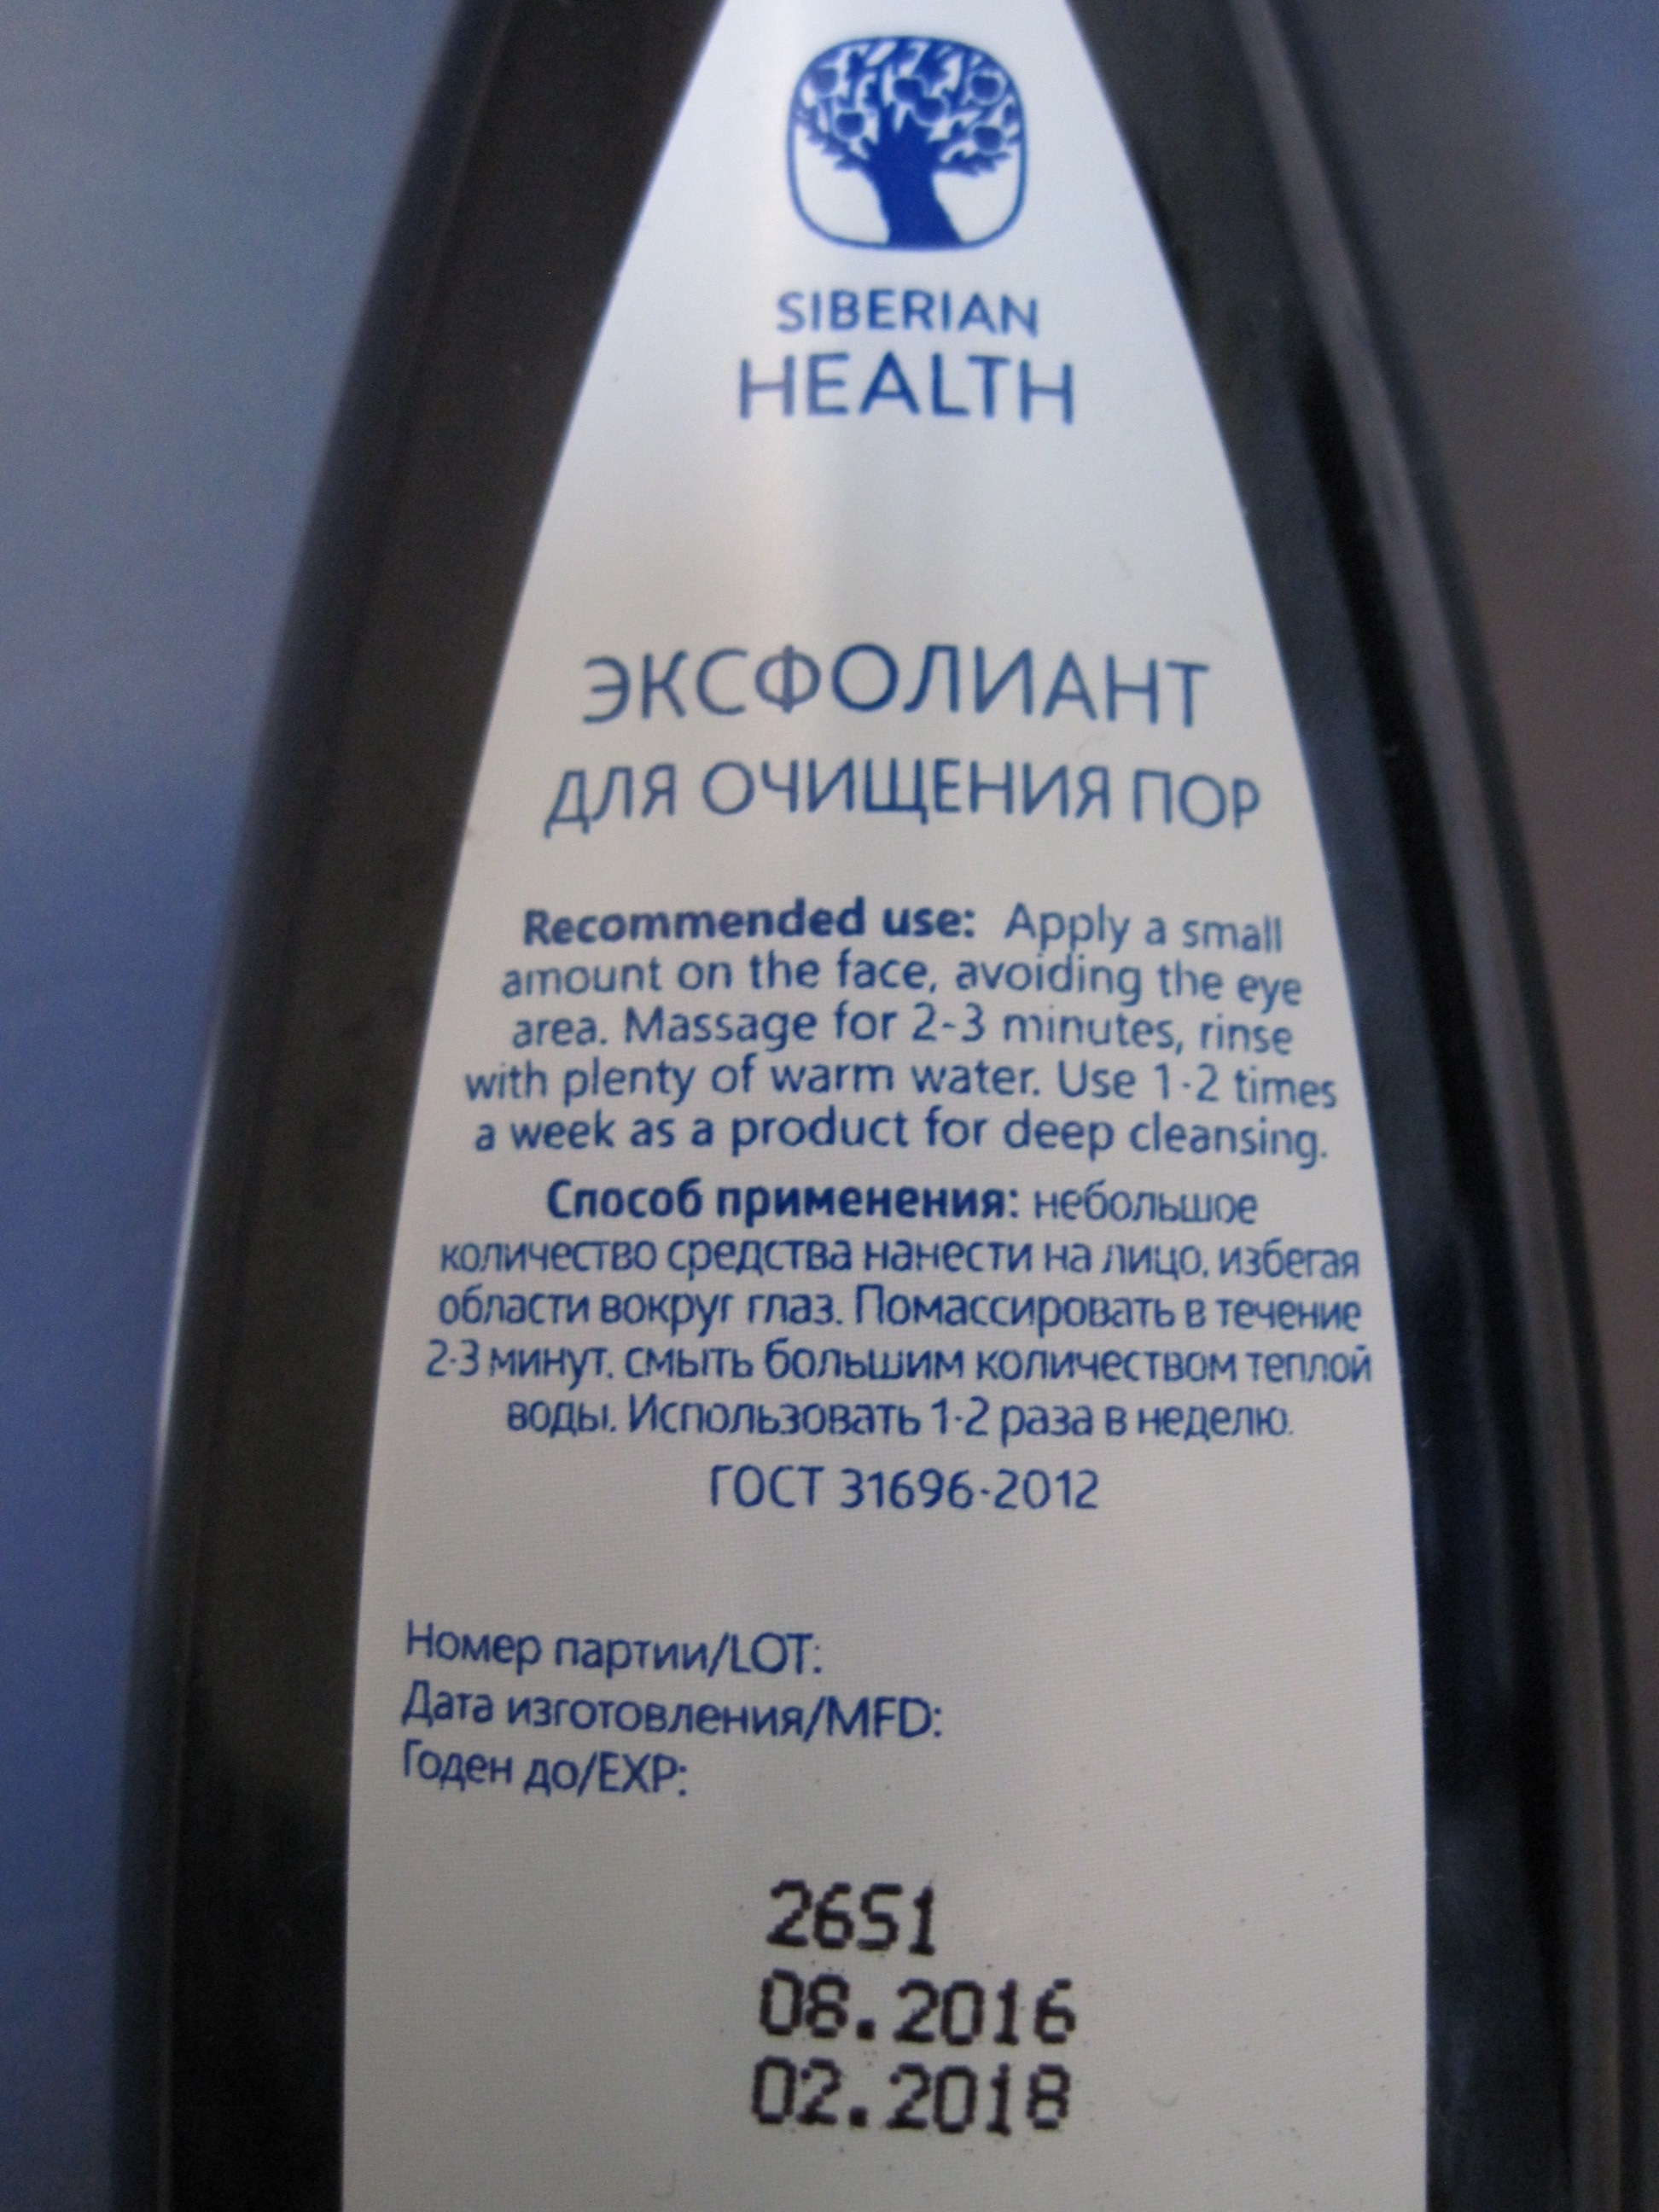 SIBERIAN
HEALTH
ЭКСФОЛИАНТ
ДЛЯ ОЧИЩЕНИЯ ПОР
Recommended use: Apply a small
amount on the face, avoiding the eye
area. Massage for 2-3 minutes, rinse
with plenty of warm water. Use 1-2 times
a week as a product for deep cleansing.
Способ применения: небольшое
количество средства нанести на лицо, избегая
области вокруг глаз. Помассировать в течение
2-3 минут, смыть большим количеством теплой
воды. Использовать 1-2 раза в неделю.
ГОСТ 31696-2012
Номер партии/LOT:
Дата изготовления/MFD:
Годен до/EXP:
26S1
08.2016
02.2018